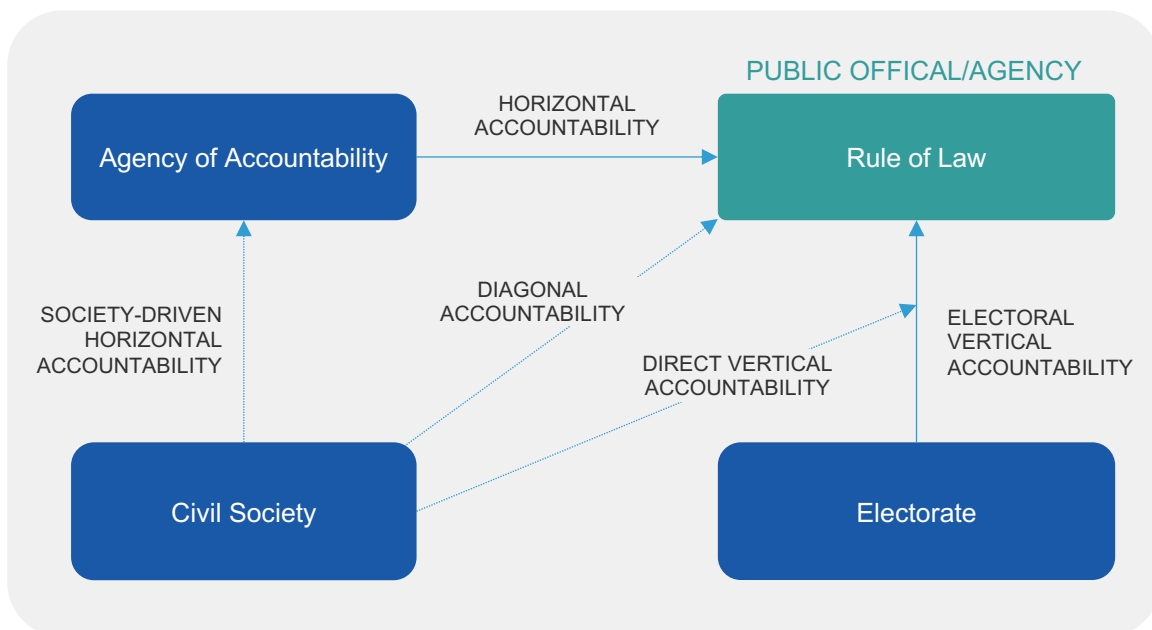 PUBLIC OFFICAL/AGENCY
HORIZONTAL
ACCOUNTABILITY
Agency of Accountability
Rule of Law
SOCIETY-DRIVEN
HORIZONTAL
ACCOUNTABILITY
DIAGONAL
ACCOUNTABILITY
DIRECT VERTICAL
ACCOUNTABILITY
ELECTORAL
VERTICAL
ACCOUNTABILITY
Civil Society
Electorate